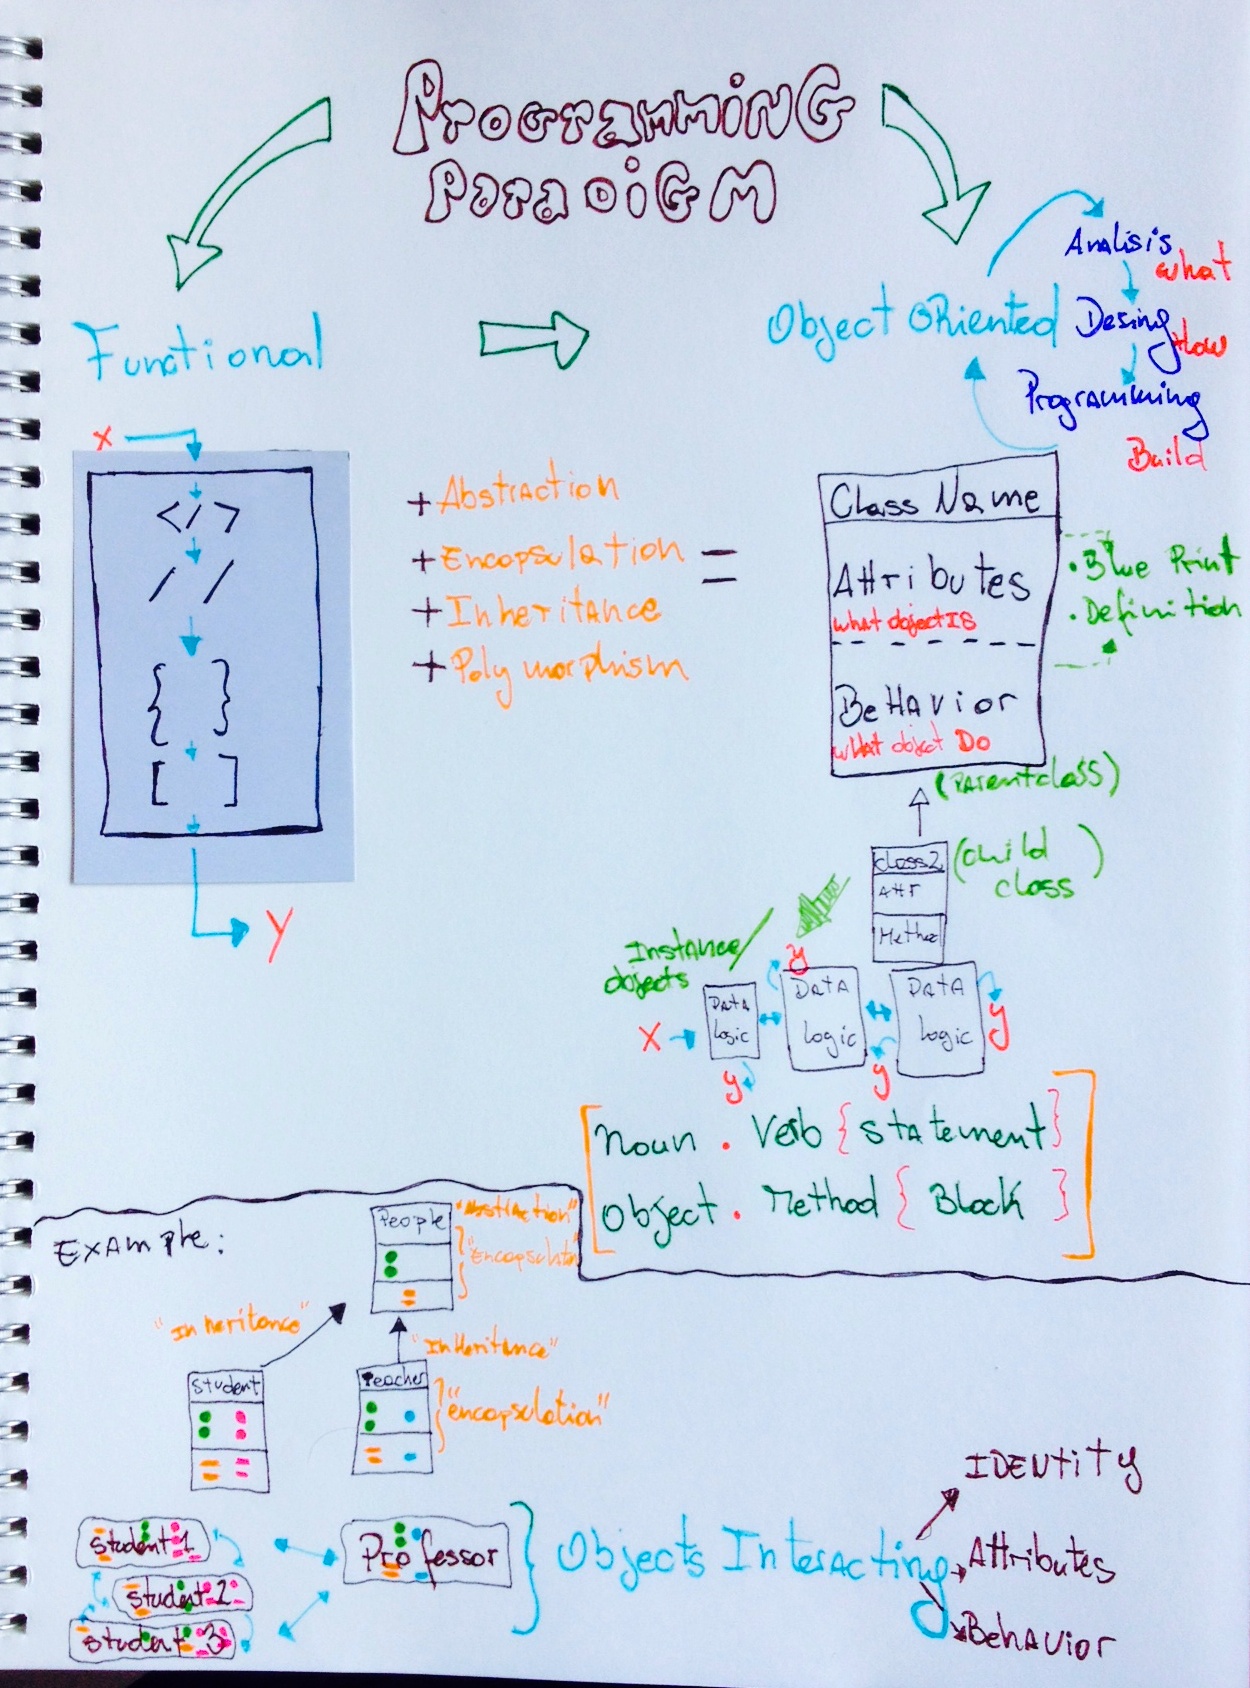 Programming
Paradigm
Functional
Object Oriented
Analisis
what
Desing
How
Programming
Build
x
</>
/ /
{ }
[ ]
y
+ Abstraction
+ Encapsulation
+ Inheritance
+ Polymorphism
=
Class Name
Attributes
what object IS
Behavior
what object Do
• Blue Print
• Definition
(Parentclass)
class2
Attr
Method
(child
class)
Instance/
objects
x
Data
Logic
y
Data
Logic
y
y
Data
Logic
y
Noun . Verb {statement}
Object . Method { Block }
Example:
People
"Abstraction"
"Encapsulation"
"Inheritance"
"Inheritance"
Student
Teacher
"encapsulation"
Student 1
Student 2
Student 3
Professor
} Objects Interacting
IDENtity
Attributes
Behavior